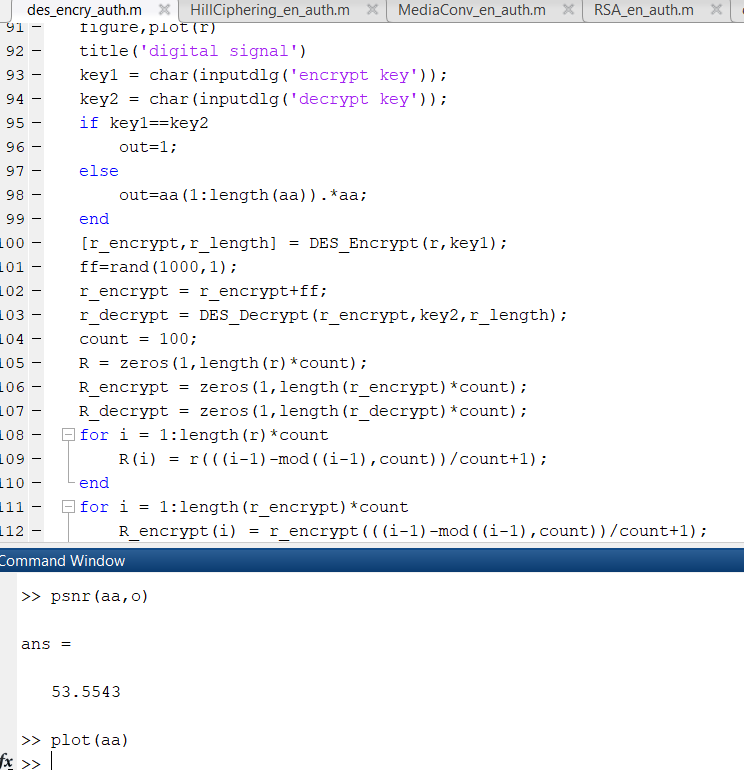 des_encry_auth.m HillCiphering_en_auth.m MediaConv_en_auth.m RSA_en_auth.m
91 figure,plot(r)
92 title('digital signal')
93 key1 = char(inputdlg('encrypt key'));
94 key2 = char(inputdlg('decrypt key'));
95 if key1==key2
96 out=1;
97 else
98 out=aa(1:length(aa)).*aa;
99 end
100 [r_encrypt,r_length] = DES_Encrypt(r,key1);
101 ff=rand(1000,1);
102 r_encrypt = r_encrypt+ff;
103 r_decrypt = DES_Decrypt(r_encrypt,key2,r_length);
104 count = 100;
105 R = zeros(1,length(r)*count);
106 R_encrypt = zeros(1,length(r_encrypt)*count);
107 R_decrypt = zeros(1,length(r_decrypt)*count);
108 for i = 1:length(r)*count
109 R(i) = r(((i-1)-mod((i-1),count))/count+1);
110 end
111 for i = 1:length(r_encrypt)*count
112 R_encrypt(i) = r_encrypt(((i-1)-mod((i-1),count))/count+1);
Command Window
>> psnr(aa,o)
ans =
53.5543
>> plot(aa)
fx >>